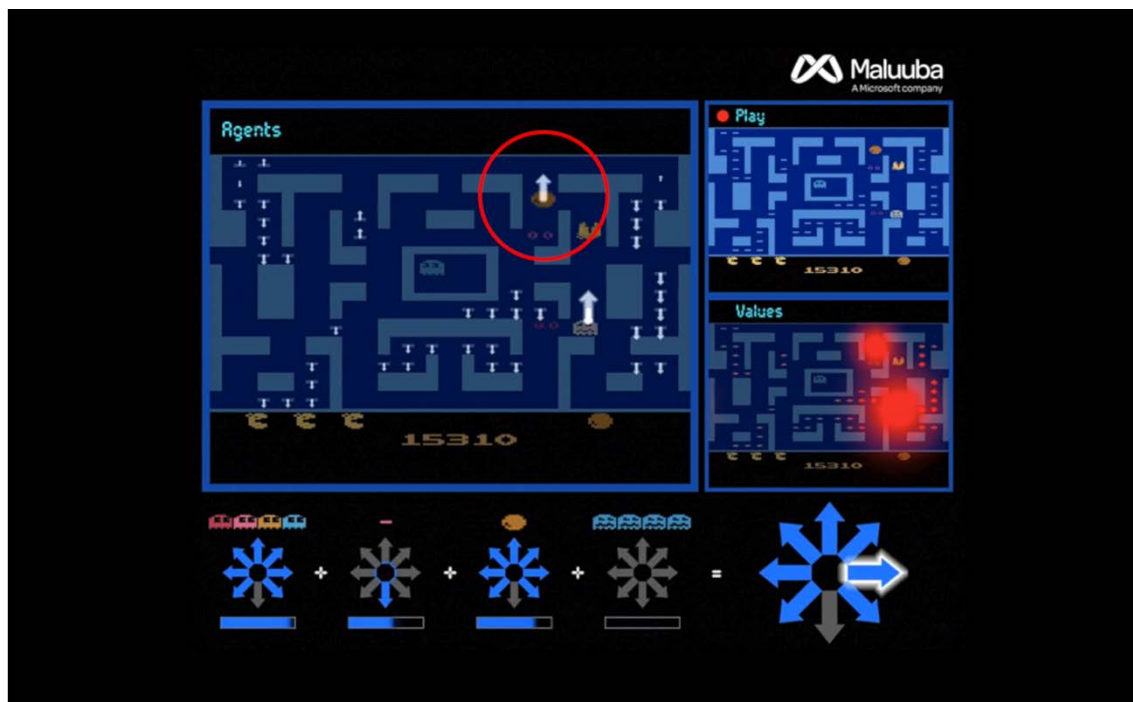 Maluuba
A Microsoft company
Agents
Play
15310
Values
15310
15310
+ + + =